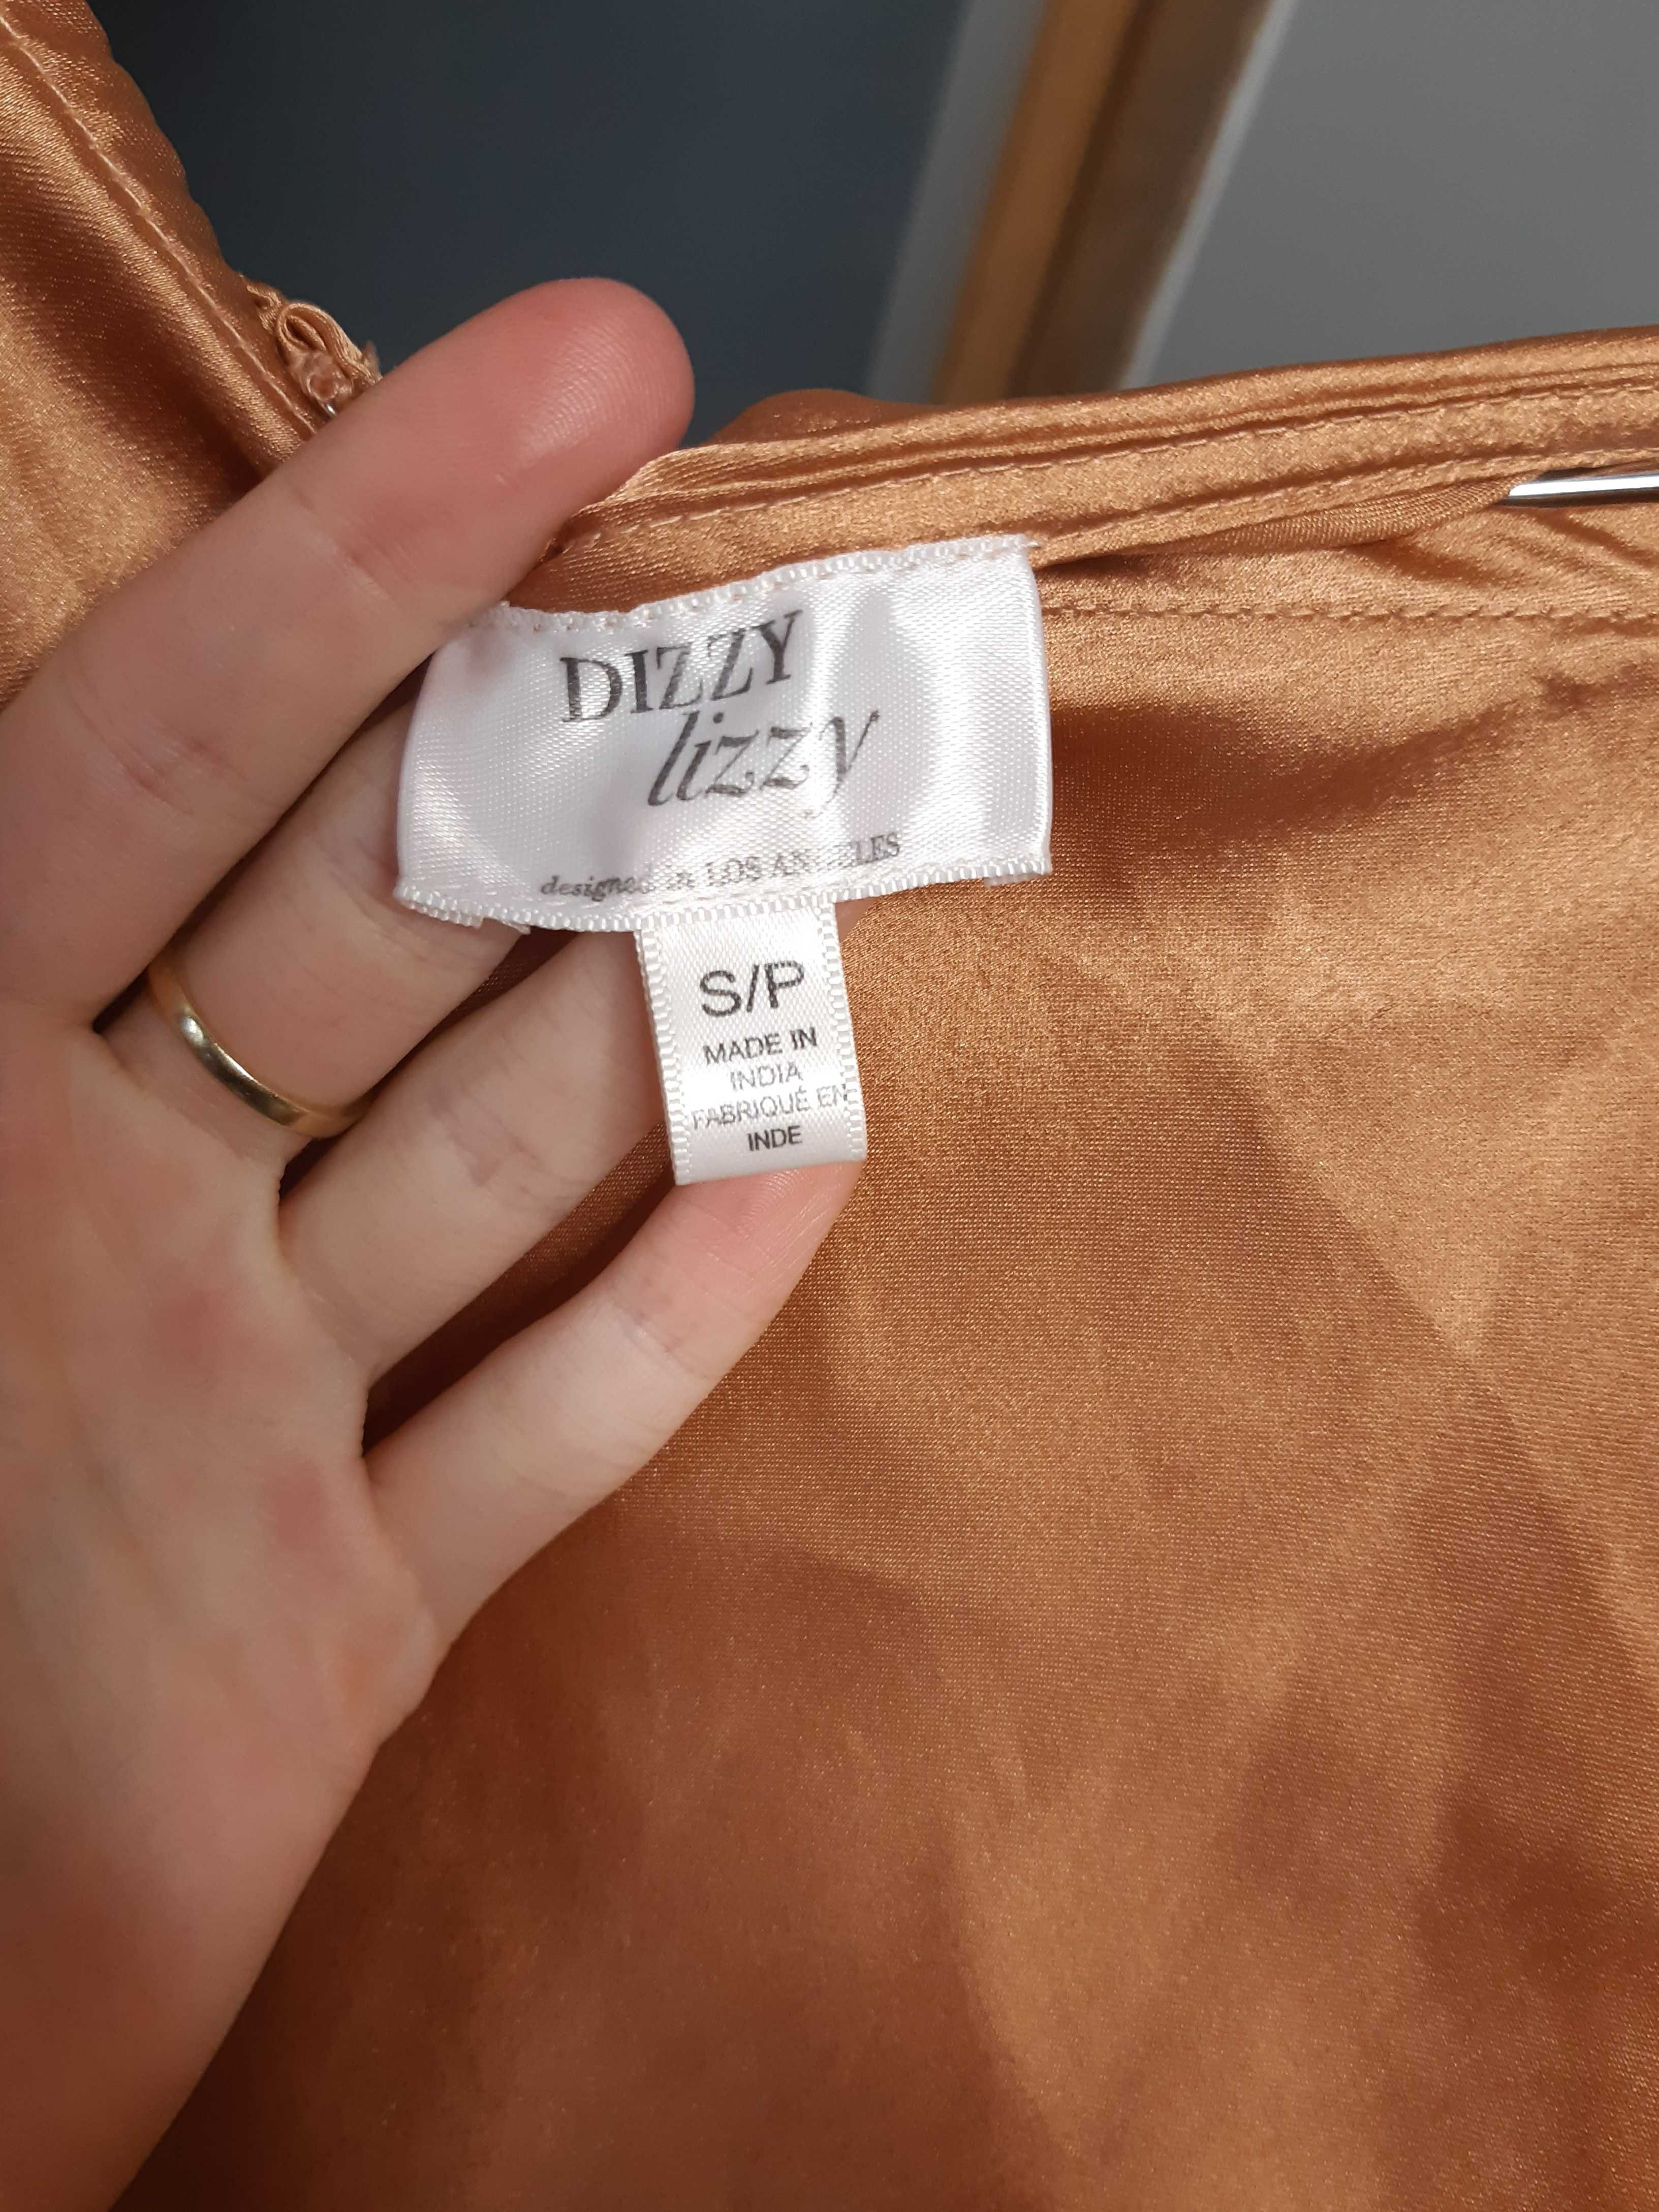 DIZZY
lizzy
designed in LOS ANGELES
S/P
MADE IN
INDIA
FABRIQUÉ EN
INDE